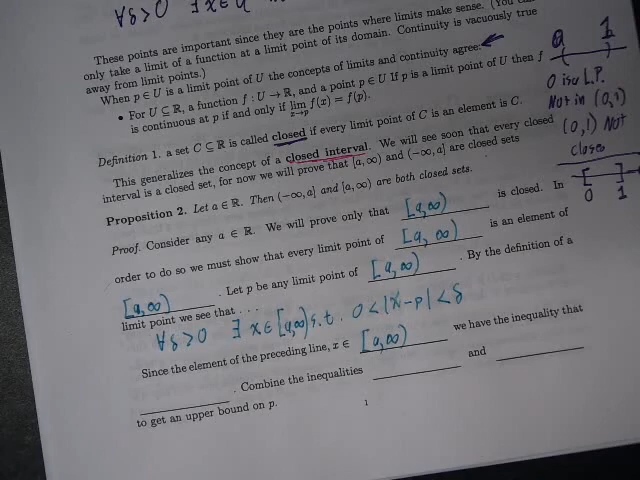 ∀δ>0 ∃x∈U
These points are important since they are the points where limits make sense. (You
only take a limit of a function at a limit point of its domain. Continuity is vacuously true
away from limit points.)
When p ∈ U is a limit point of U the concepts of limits and continuity agree.
• For U ⊆ ℝ, a function f : U → ℝ, and a point p ∈ U If p is a limit point of U then f
is continuous at p if and only if lim x→p f(x) = f(p).
Definition 1. a set C ⊆ ℝ is called closed if every limit point of C is an element is C.
This generalizes the concept of a closed interval. We will see soon that every closed
interval is a closed set, for now we will prove that [a, ∞) and (−∞, a] are closed sets
Proposition 2. Let a ∈ ℝ. Then (−∞, a] and [a, ∞) are both closed sets.
Proof. Consider any a ∈ ℝ. We will prove only that [a, ∞) is closed. In
order to do so we must show that every limit point of [a, ∞) is an element of
[a, ∞). Let p be any limit point of [a, ∞). By the definition of a
limit point we see that . . .
∀δ>0 ∃ x∈[a,∞) s.t. 0<|x-p|<δ
Since the element of the preceding line, x ∈ [a, ∞) we have the inequality that
____________. Combine the inequalities ____________ and ____________
to get an upper bound on p.
1
0 1
( )
0 is a L.P.
Not in (0,1)
(0,1) Not
closed
[ ]
0 1